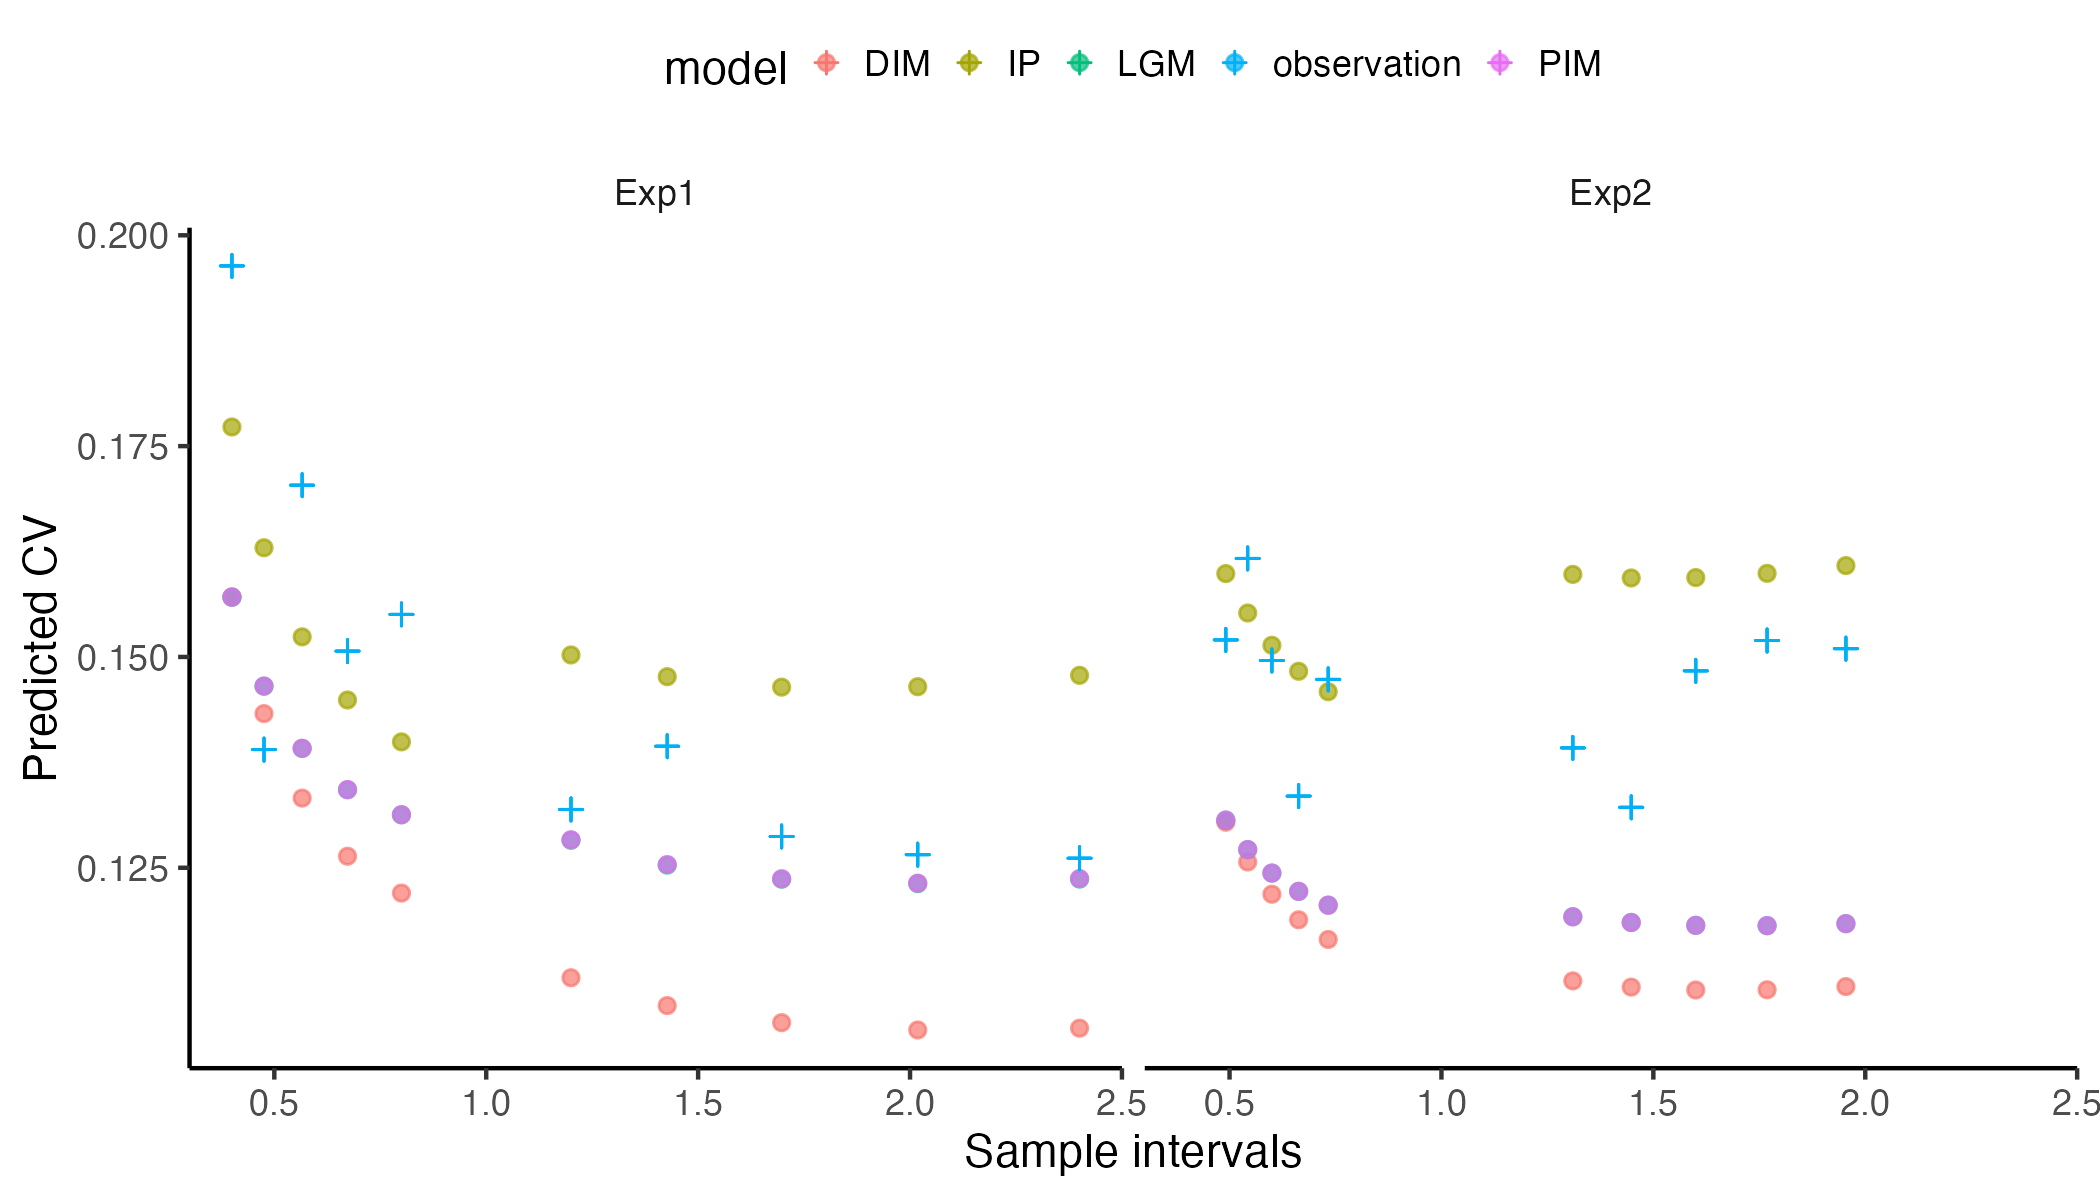 model DIM IP LGM observation PIM
Exp1 Exp2
0.200
0.175
0.150
0.125
Predicted CV
0.5 1.0 1.5 2.0 2.5 0.5 1.0 1.5 2.0 2.5
Sample intervals